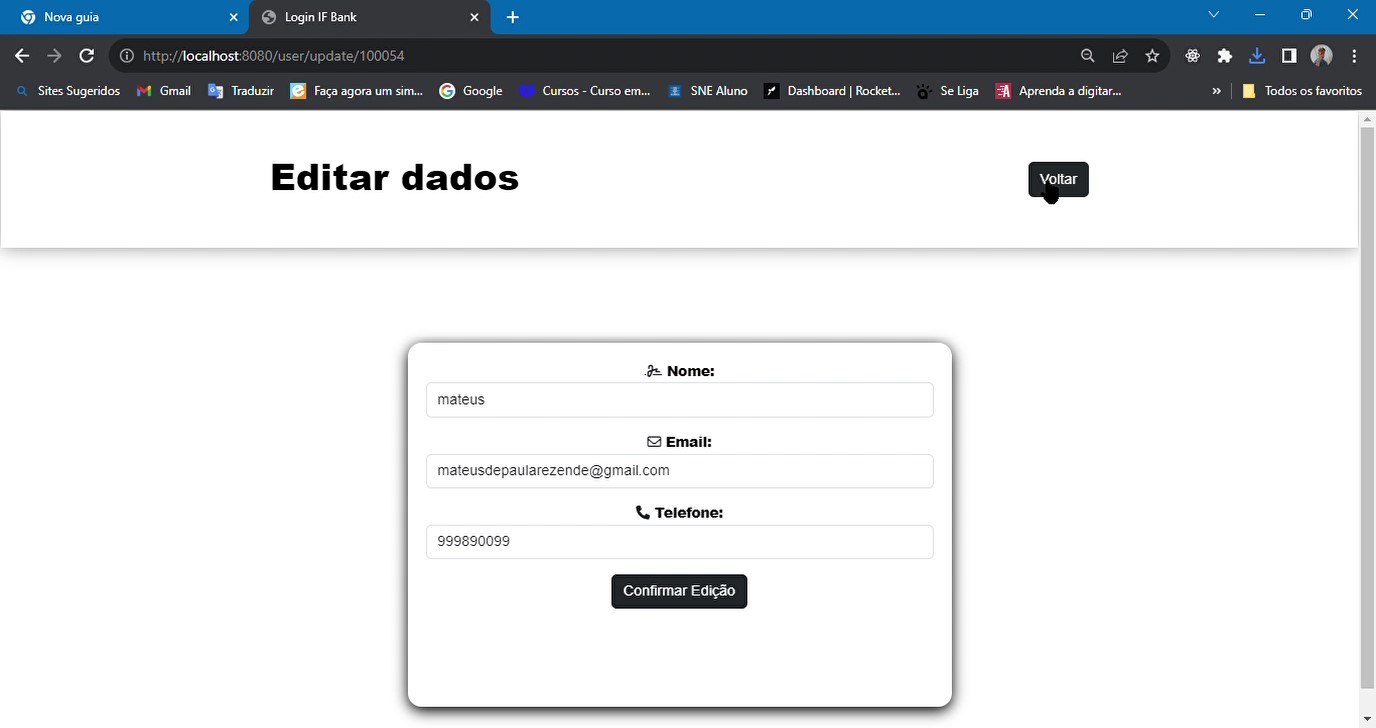 Nova guia
Login IF Bank
http://localhost:8080/user/update/100054
Sites Sugeridos
Gmail
Traduzir
Faça agora um sim...
Google
Cursos - Curso em...
SNE Aluno
Dashboard | Rocket...
Se Liga
Aprenda a digitar...
»
Todos os favoritos
Editar dados
Voltar
Nome:
mateus
Email:
mateusdepaularezende@gmail.com
Telefone:
999890099
Confirmar Edição